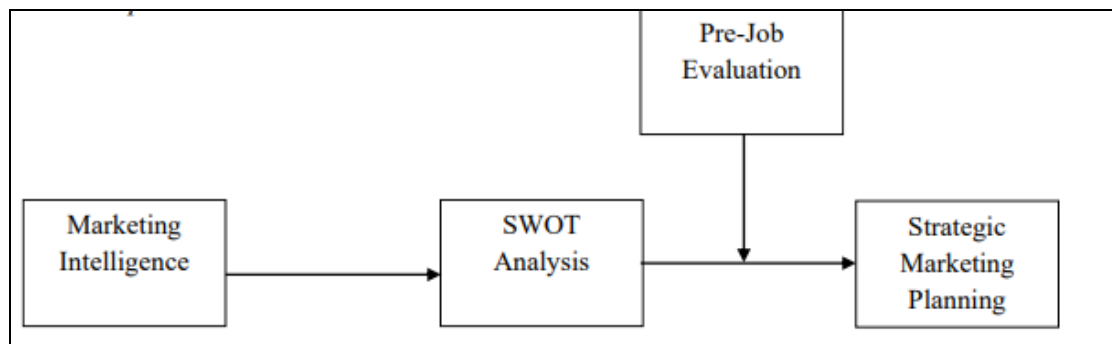 Pre-Job
Evaluation
Marketing
Intelligence
SWOT
Analysis
Strategic
Marketing
Planning